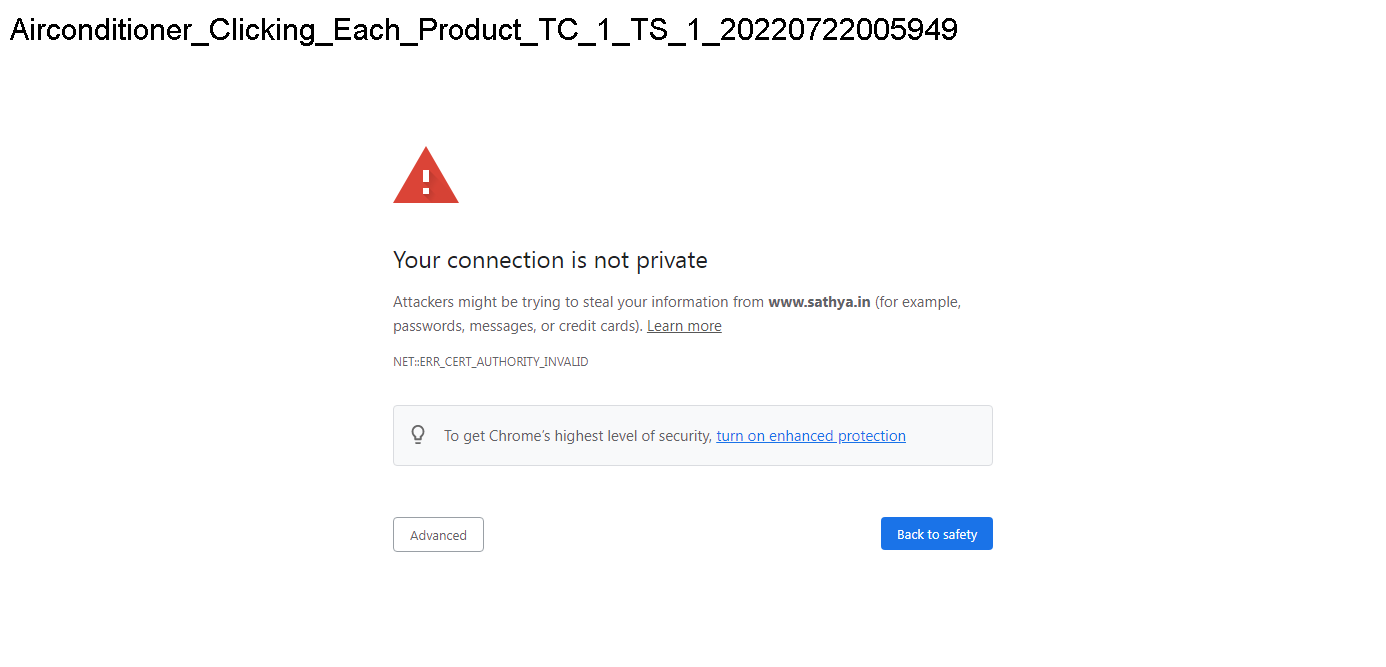 Airconditioner_Clicking_Each_Product_TC_1_TS_1_20220722005949
Your connection is not private
Attackers might be trying to steal your information from www.sathya.in (for example,
passwords, messages, or credit cards). Learn more
NET::ERR_CERT_AUTHORITY_INVALID
To get Chrome's highest level of security, turn on enhanced protection
Advanced
Back to safety